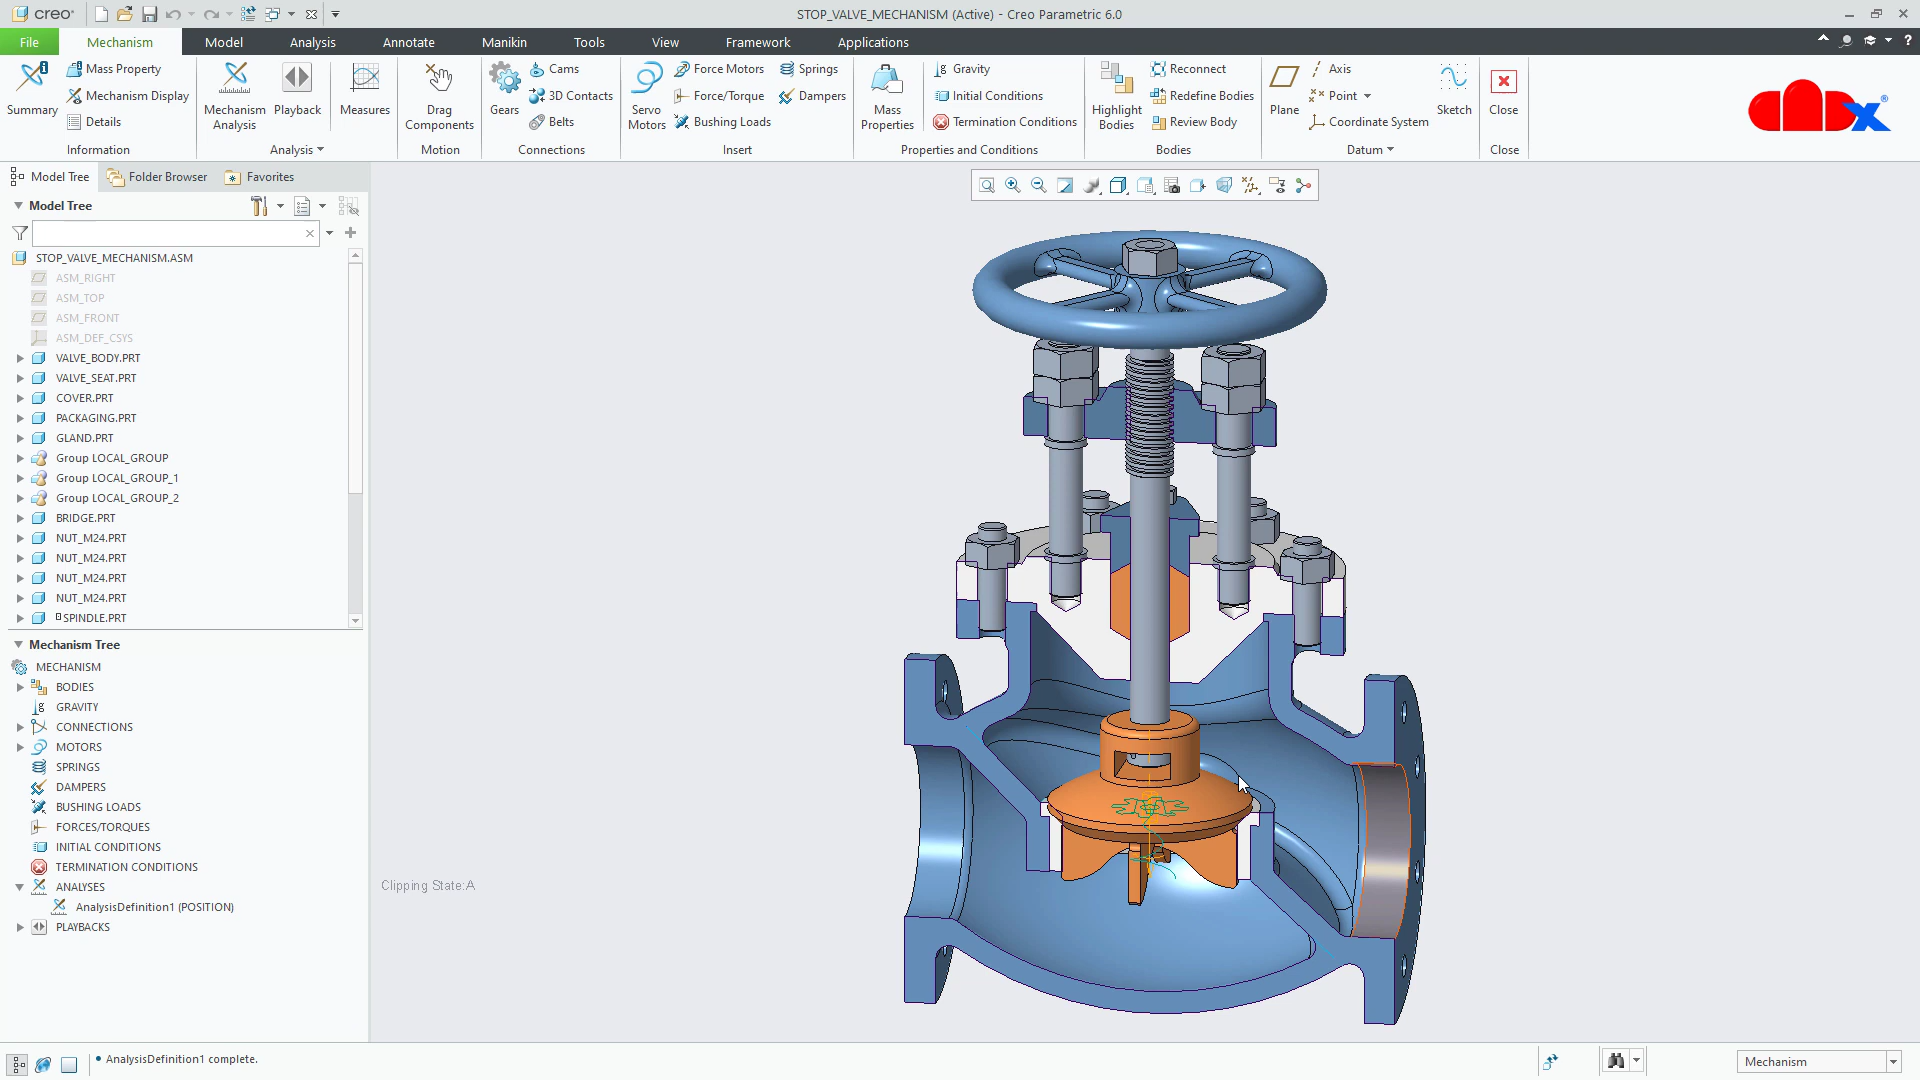 creo
STOP_VALVE_MECHANISM (Active) - Creo Parametric 6.0
File Mechanism Model Analysis Annotate Manikin Tools View Framework Applications
Summary
Mass Property
Mechanism Display
Details
Information
Mechanism Analysis
Playback
Measures
Analysis
Drag Components
Motion
Gears
Cams
3D Contacts
Belts
Connections
Servo Motors
Force Motors
Force/Torque
Bushing Loads
Springs
Dampers
Insert
Mass Properties
Gravity
Initial Conditions
Termination Conditions
Properties and Conditions
Highlight Bodies
Reconnect
Redefine Bodies
Review Body
Bodies
Plane
Axis
Point
Coordinate System
Sketch
Datum
Close
Close
CADX®
Model Tree Folder Browser Favorites
Model Tree
STOP_VALVE_MECHANISM.ASM
ASM_RIGHT
ASM_TOP
ASM_FRONT
ASM_DEF_CSYS
VALVE_BODY.PRT
VALVE_SEAT.PRT
COVER.PRT
PACKAGING.PRT
GLAND.PRT
Group LOCAL_GROUP
Group LOCAL_GROUP_1
Group LOCAL_GROUP_2
BRIDGE.PRT
NUT_M24.PRT
NUT_M24.PRT
NUT_M24.PRT
NUT_M24.PRT
SPINDLE.PRT
Mechanism Tree
MECHANISM
BODIES
GRAVITY
CONNECTIONS
MOTORS
SPRINGS
DAMPERS
BUSHING LOADS
FORCES/TORQUES
INITIAL CONDITIONS
TERMINATION CONDITIONS
ANALYSES
AnalysisDefinition1 (POSITION)
PLAYBACKS
Clipping State:A
AnalysisDefinition1 complete.
Mechanism